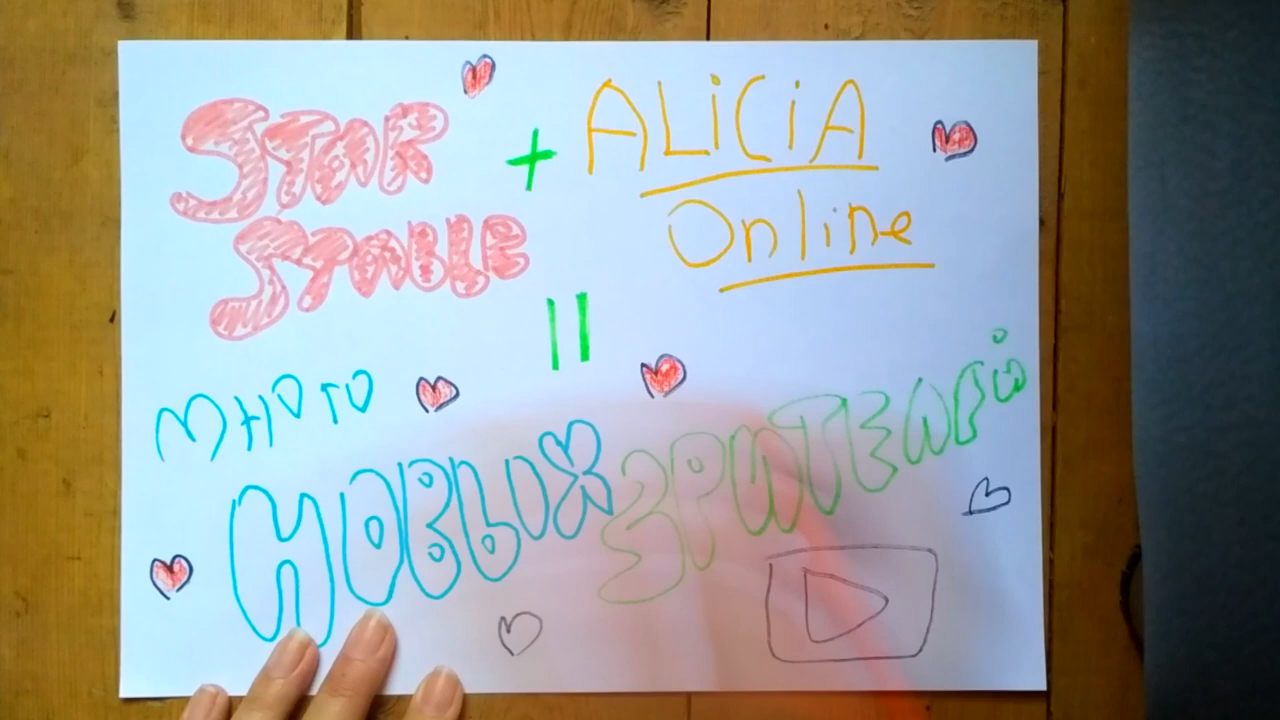 STAR + ALiCiA
STABLE Online
=
МНОГО
НОВЫХ ЗРИТЕЛЕЙ